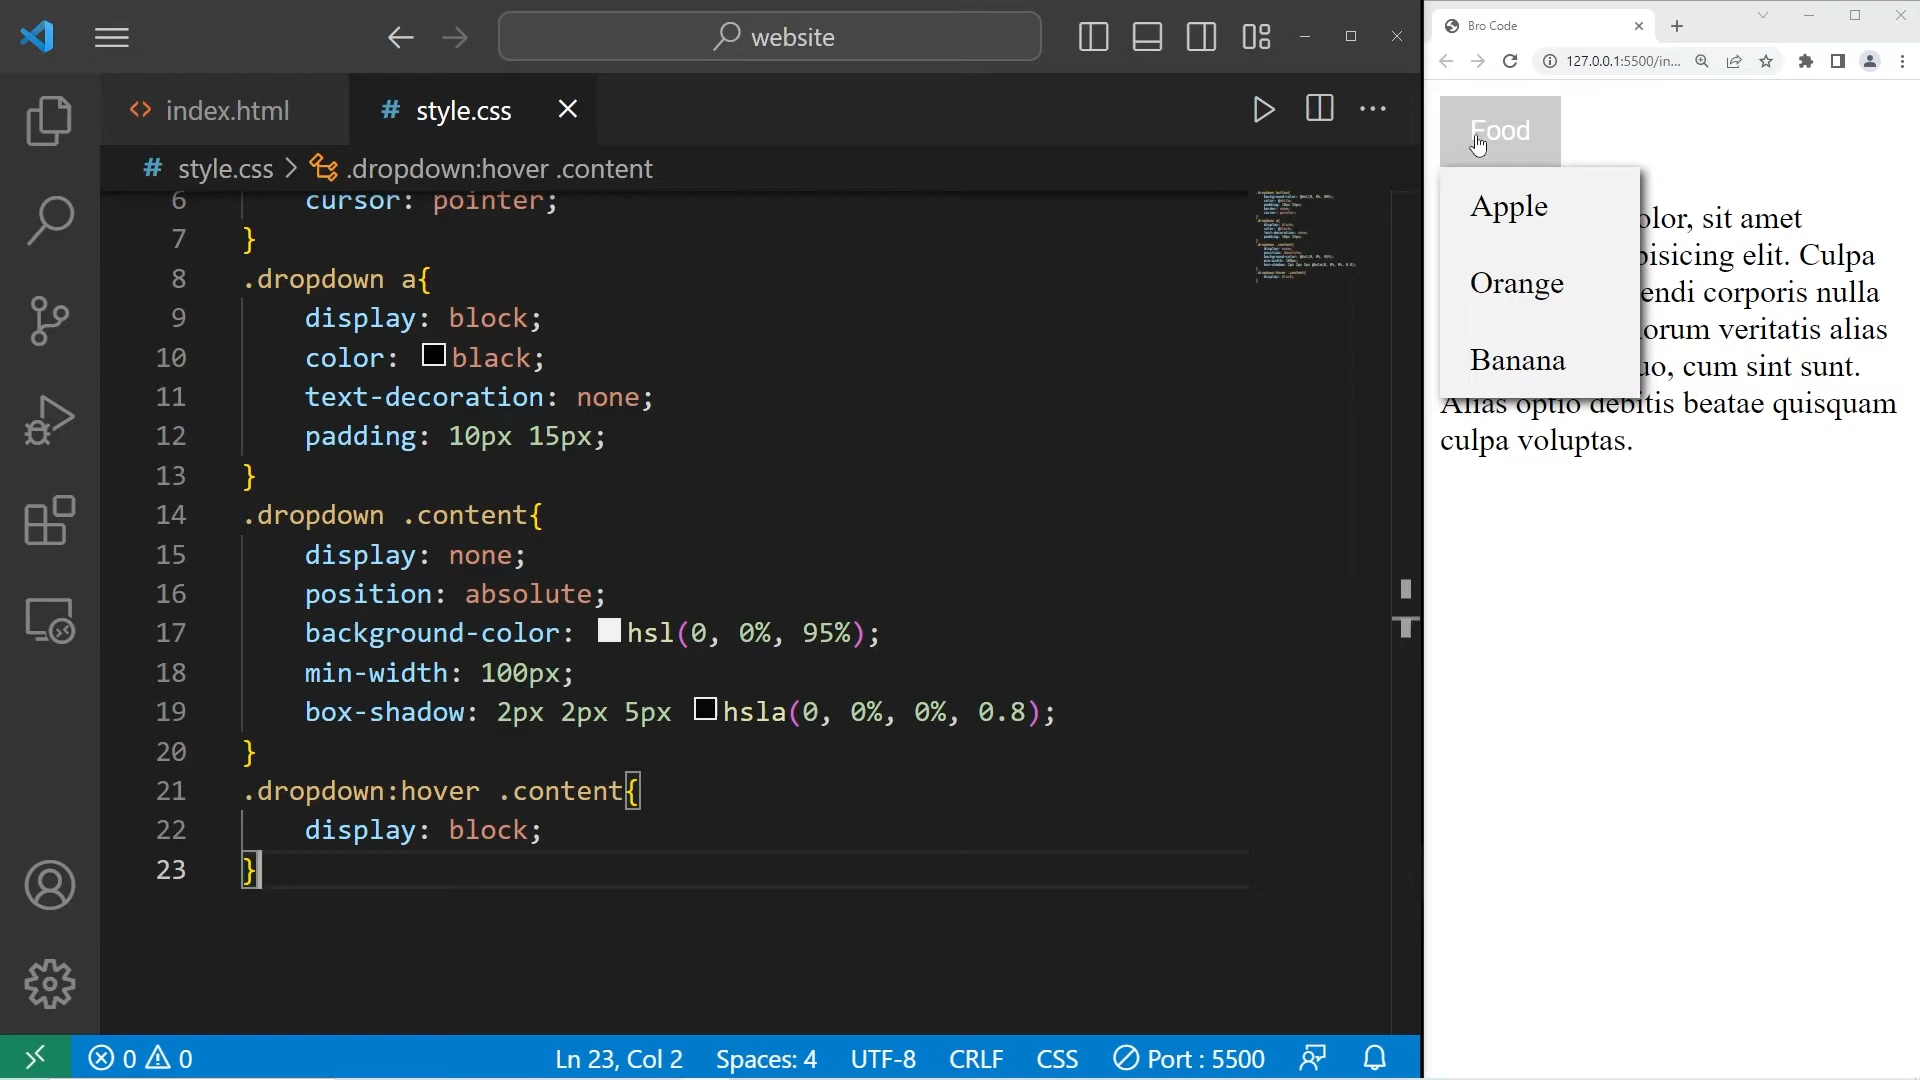 website
index.html
# style.css
# style.css > .dropdown:hover .content
6 cursor: pointer;
7 }
8 .dropdown a{
9 display: block;
10 color: black;
11 text-decoration: none;
12 padding: 10px 15px;
13 }
14 .dropdown .content{
15 display: none;
16 position: absolute;
17 background-color: hsl(0, 0%, 95%);
18 min-width: 100px;
19 box-shadow: 2px 2px 5px hsla(0, 0%, 0%, 0.8);
20 }
21 .dropdown:hover .content{
22 display: block;
23 }
0 0
Ln 23, Col 2 Spaces: 4 UTF-8 CRLF CSS Port : 5500
Bro Code
127.0.0.1:5500/in...
Food
Apple
Orange
Banana
olor, sit amet
isicing elit. Culpa
endi corporis nulla
orum veritatis alias
uo, cum sint sunt.
Alias optio debitis beatae quisquam
culpa voluptas.